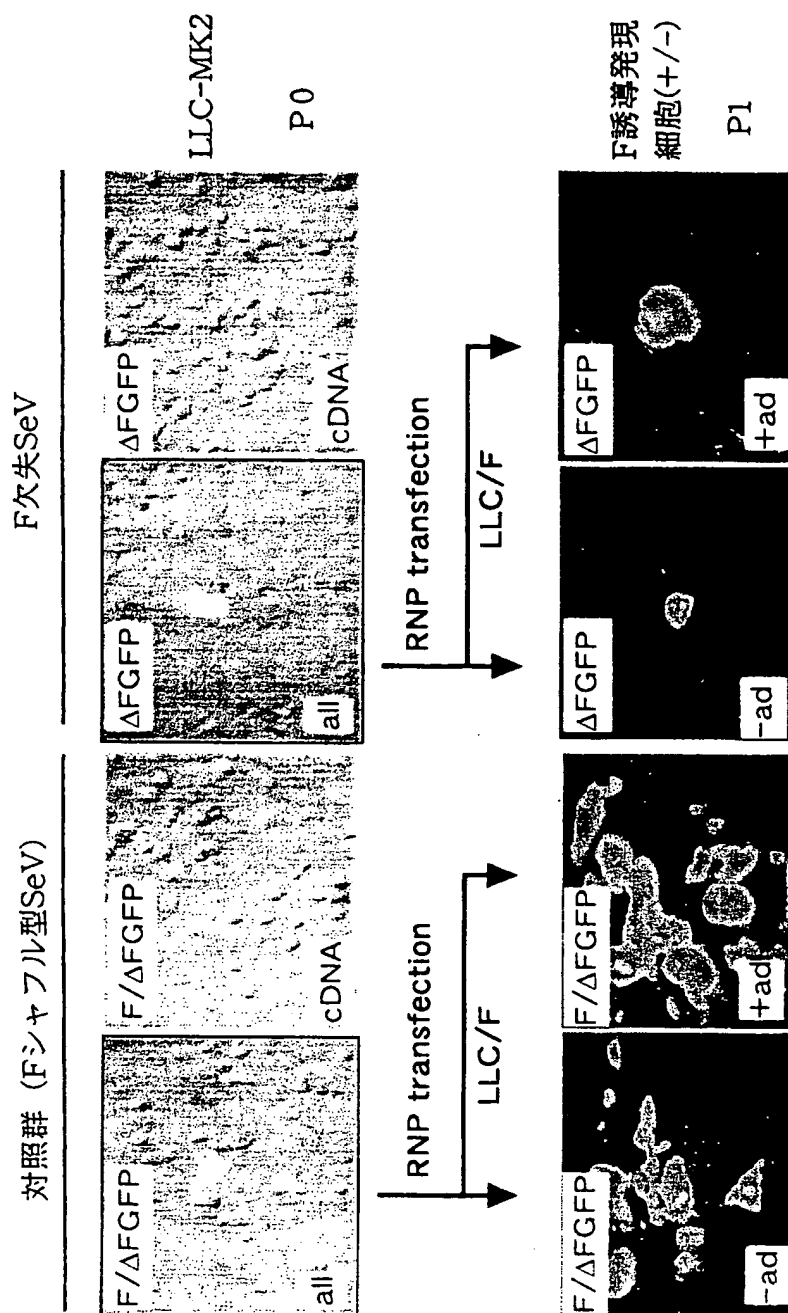 対照群 (Fシャフル型SeV)
F欠失SeV
F/ΔFGFP
all
F/ΔFGFP
cDNA
ΔFGFP
all
ΔFGFP
cDNA
LLC-MK2
P0
RNP transfection
LLC/F
RNP transfection
LLC/F
F/ΔFGFP
-ad
F/ΔFGFP
+ad
ΔFGFP
-ad
ΔFGFP
+ad
F誘導発現
細胞(+/-)
P1